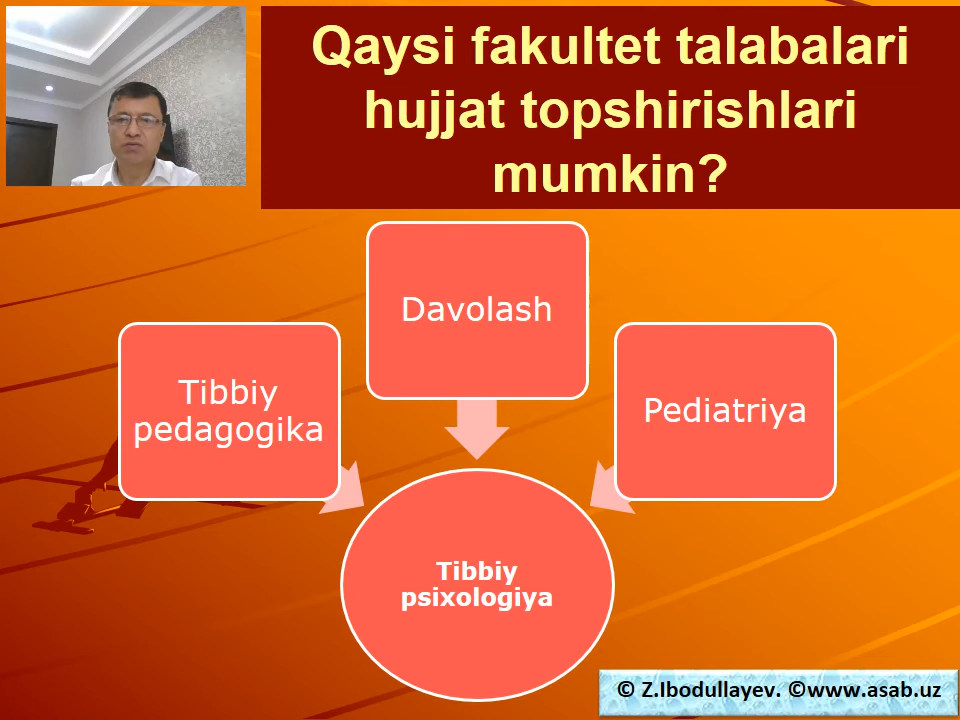 Qaysi fakultet talabalari
hujjat topshirishlari
mumkin?
Davolash
Tibbiy
pedagogika
Pediatriya
Tibbiy
psixologiya
© Z.Ibodullayev. ©www.asab.uz